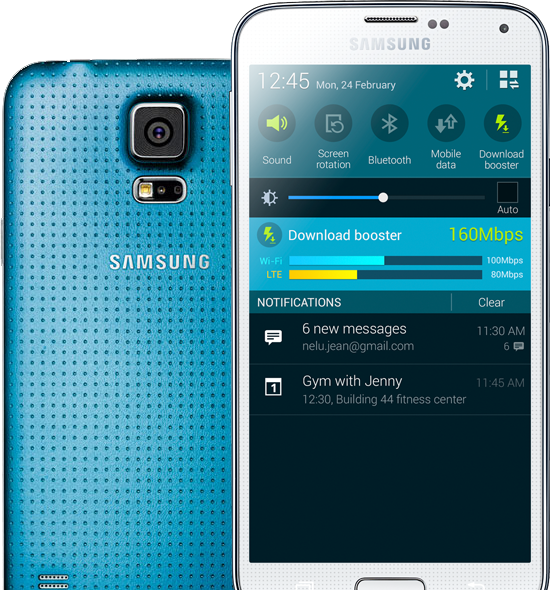 SAMSUNG
SAMSUNG
12:45 Mon, 24 February
Sound
Screen
rotation
Bluetooth
Mobile
data
Download
booster
Auto
Download booster 160Mbps
Wi-Fi 100Mbps
LTE 80Mbps
NOTIFICATIONS Clear
6 new messages 11:30 AM
nelu.jean@gmail.com 6
1 Gym with Jenny 11:45 AM
12:30, Building 44 fitness center